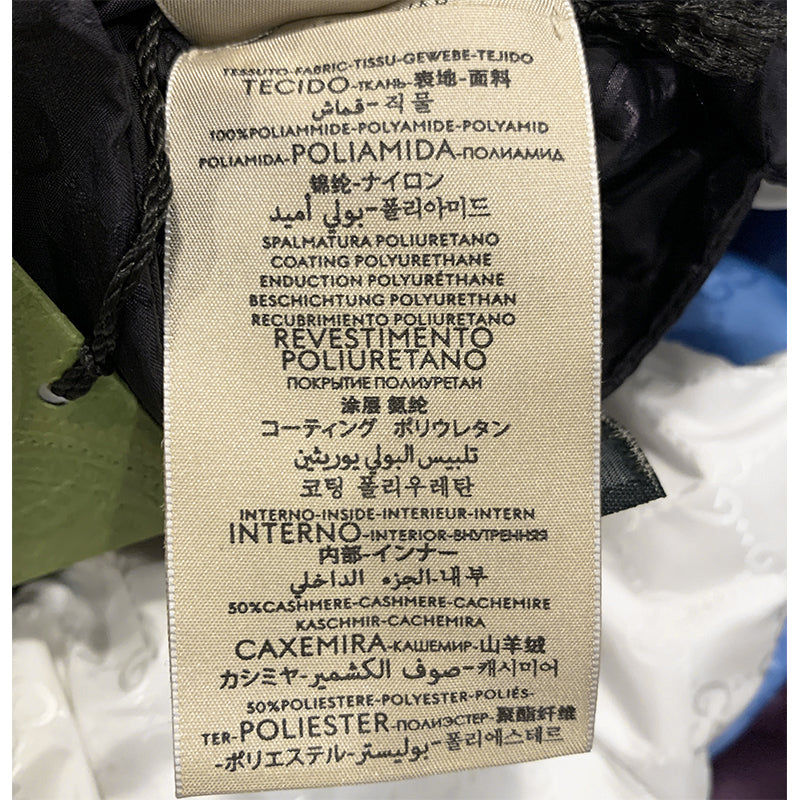 TESSUTO-FABRIC-TISSU-GEWEBE-TEJIDO
TECIDO-ТКАНЬ-表地-面料
قماش-직물
100%POLIAMMIDE-POLYAMIDE-POLYAMID
POLIAMIDA-POLIAMIDA-ПОЛИАМИД
锦纶-ナイロン
بولي أميد-폴리아미드
SPALMATURA POLIURETANO
COATING POLYURETHANE
ENDUCTION POLYURÉTHANE
BESCHICHTUNG POLYURETHAN
RECUBRIMIENTO POLIURETANO
REVESTIMENTO
POLIURETANO
ПОКРЫТИЕ ПОЛИУРЕТАН
涂层 氨纶
コーティング ポリウレタン
تلبيس البولي يوريثين
코팅 폴리우레탄
INTERNO-INSIDE-INTERIEUR-INTERN
INTERNO-INTERIOR-ВНУТРЕННЯЯ
内部-インナー
الجزء الداخلي-내부
50%CASHMERE-CASHMERE-CACHEMIRE
KASCHMIR-CACHEMIRA
CAXEMIRA-КАШЕМИР-山羊绒
カシミヤ-صوف الكشمير-캐시미어
50%POLIESTERE-POLYESTER-POLIÉS-
TER-POLIESTER-ПОЛИЭСТЕР-聚酯纤维
-ポリエステル-بوليستر-폴리에스테르